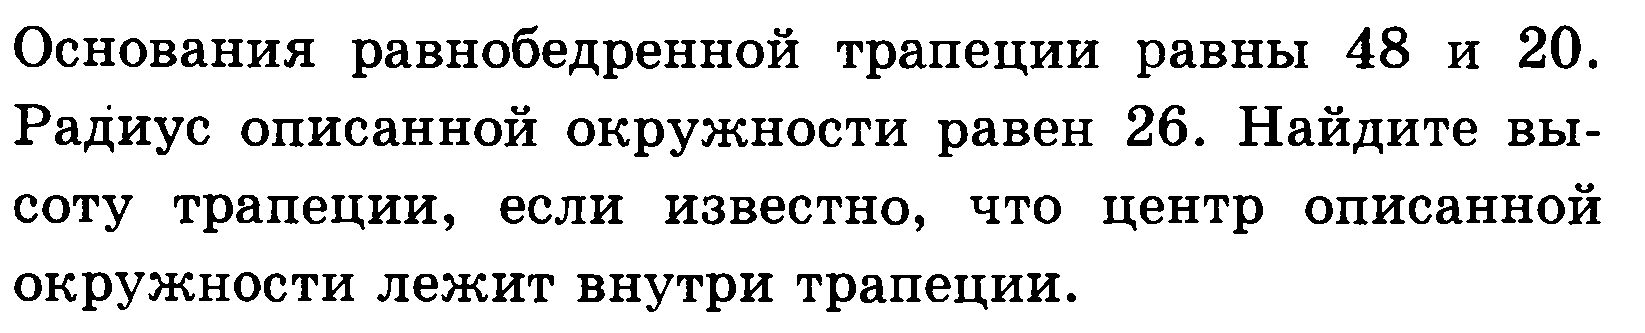 Основания равнобедренной трапеции равны 48 и 20.
Радиус описанной окружности равен 26. Найдите вы-
соту трапеции, если известно, что центр описанной
окружности лежит внутри трапеции.